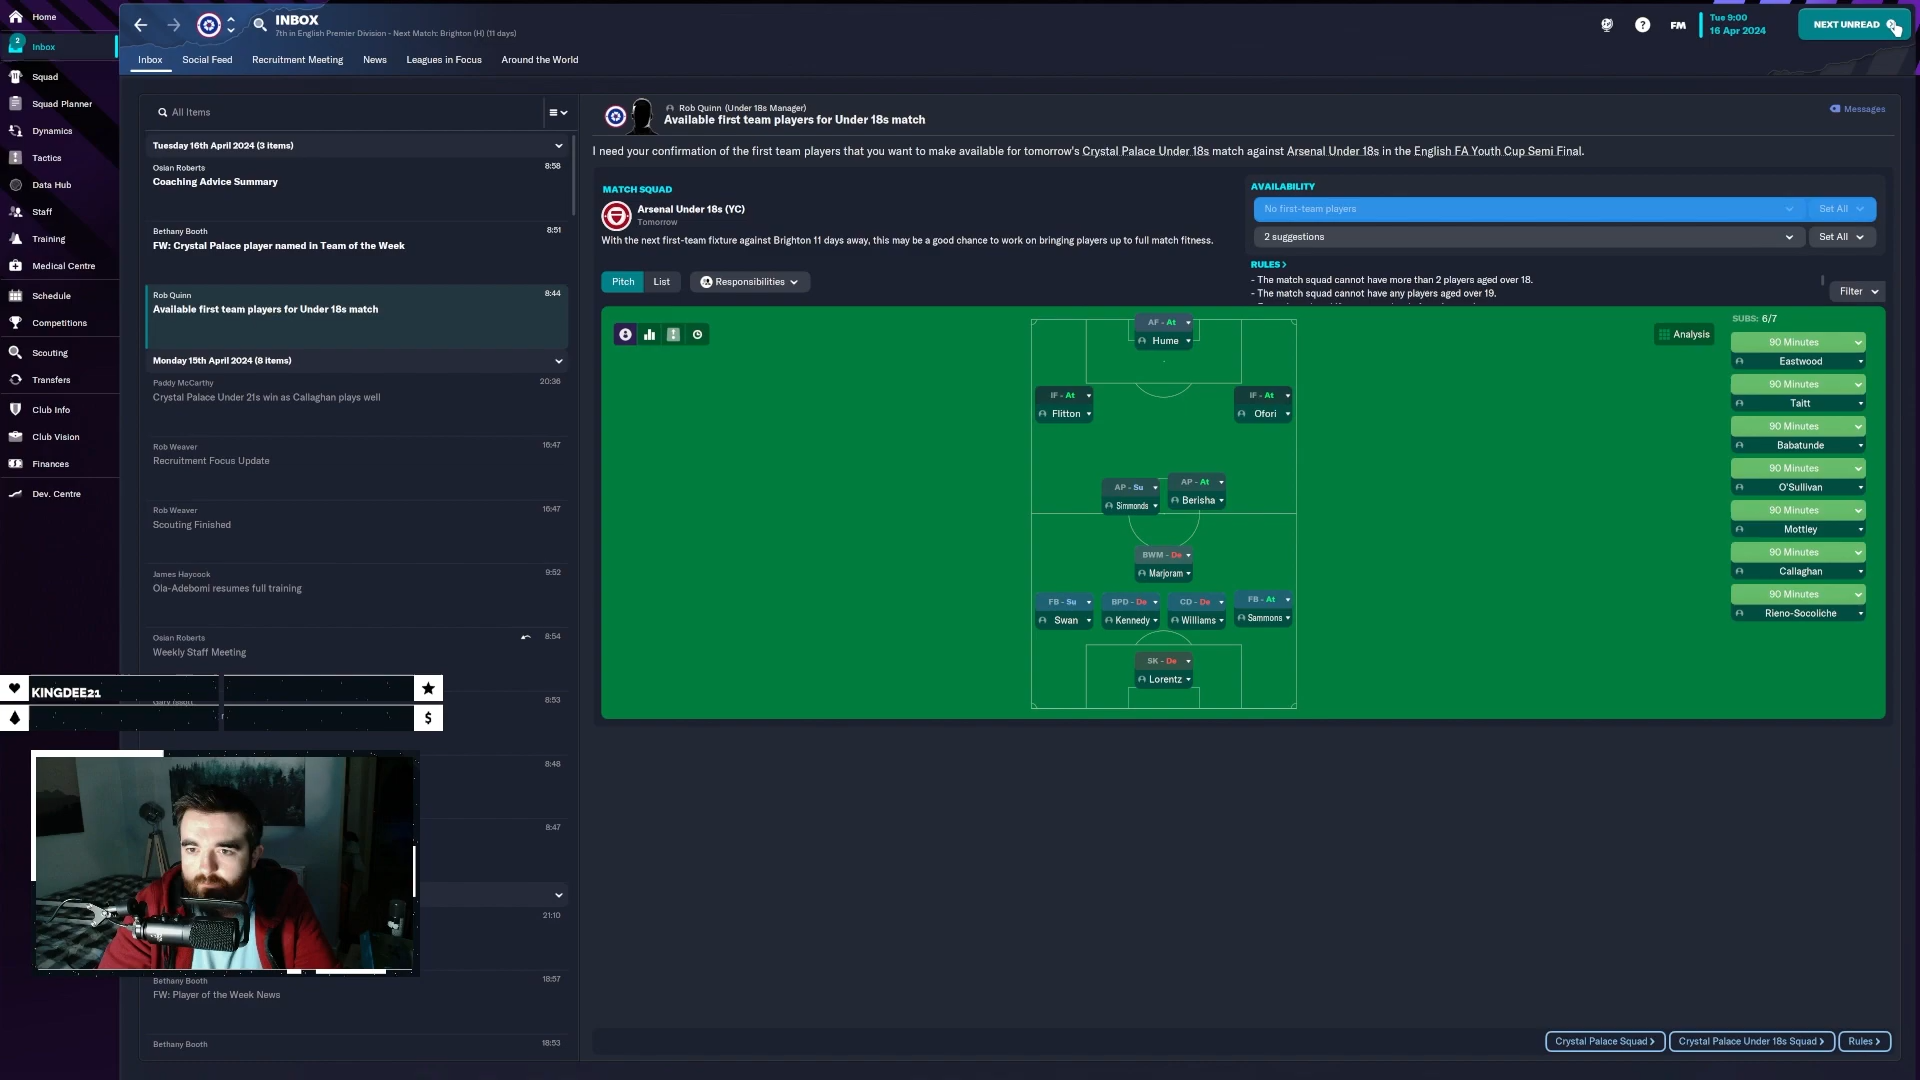 Home
INBOX
7th in English Premier Division - Next Match: Brighton (H) (11 days)
FM
Tue 9:00
16 Apr 2024
NEXT UNREAD
2
Inbox
Squad
Squad Planner
Dynamics
Tactics
Data Hub
Staff
Training
Medical Centre
Schedule
Competitions
Scouting
Transfers
Club Info
Club Vision
Finances
Dev. Centre
Inbox
Social Feed
Recruitment Meeting
News
Leagues in Focus
Around the World
All Items
Tuesday 16th April 2024 (3 items)
Osian Roberts 8:58
Coaching Advice Summary
Bethany Booth 8:51
FW: Crystal Palace player named in Team of the Week
Rob Quinn 8:44
Available first team players for Under 18s match
Monday 15th April 2024 (8 items)
Paddy McCarthy 20:36
Crystal Palace Under 21s win as Callaghan plays well
Rob Weaver 16:47
Recruitment Focus Update
Rob Weaver 16:47
Scouting Finished
James Haycock 9:52
Ola-Adebomi resumes full training
Osian Roberts 8:54
Weekly Staff Meeting
8:53
8:48
8:47
21:10
Bethany Booth 18:57
FW: Player of the Week News
Bethany Booth 18:53
KINGDEE21
$
Rob Quinn (Under 18s Manager)
Available first team players for Under 18s match
Messages
I need your confirmation of the first team players that you want to make available for tomorrow's Crystal Palace Under 18s match against Arsenal Under 18s in the English FA Youth Cup Semi Final.
MATCH SQUAD
Arsenal Under 18s (YC)
Tomorrow
With the next first-team fixture against Brighton 11 days away, this may be a good chance to work on bringing players up to full match fitness.
AVAILABILITY
No first-team players Set All
2 suggestions Set All
RULES >
- The match squad cannot have more than 2 players aged over 18.
- The match squad cannot have any players aged over 19.
Filter
Pitch
List
Responsibilities
Analysis
AF - At
Hume
IF - At
Flitton
IF - At
Ofori
AP - Su
Simmonds
AP - At
Berisha
BWM - De
Marjoram
FB - Su
Swan
BPD - De
Kennedy
CD - De
Williams
FB - At
Sammons
SK - De
Lorentz
SUBS: 6/7
90 Minutes
Eastwood
90 Minutes
Taitt
90 Minutes
Babatunde
90 Minutes
O'Sullivan
90 Minutes
Mottley
90 Minutes
Callaghan
90 Minutes
Rieno-Socoliche
Crystal Palace Squad >
Crystal Palace Under 18s Squad >
Rules >